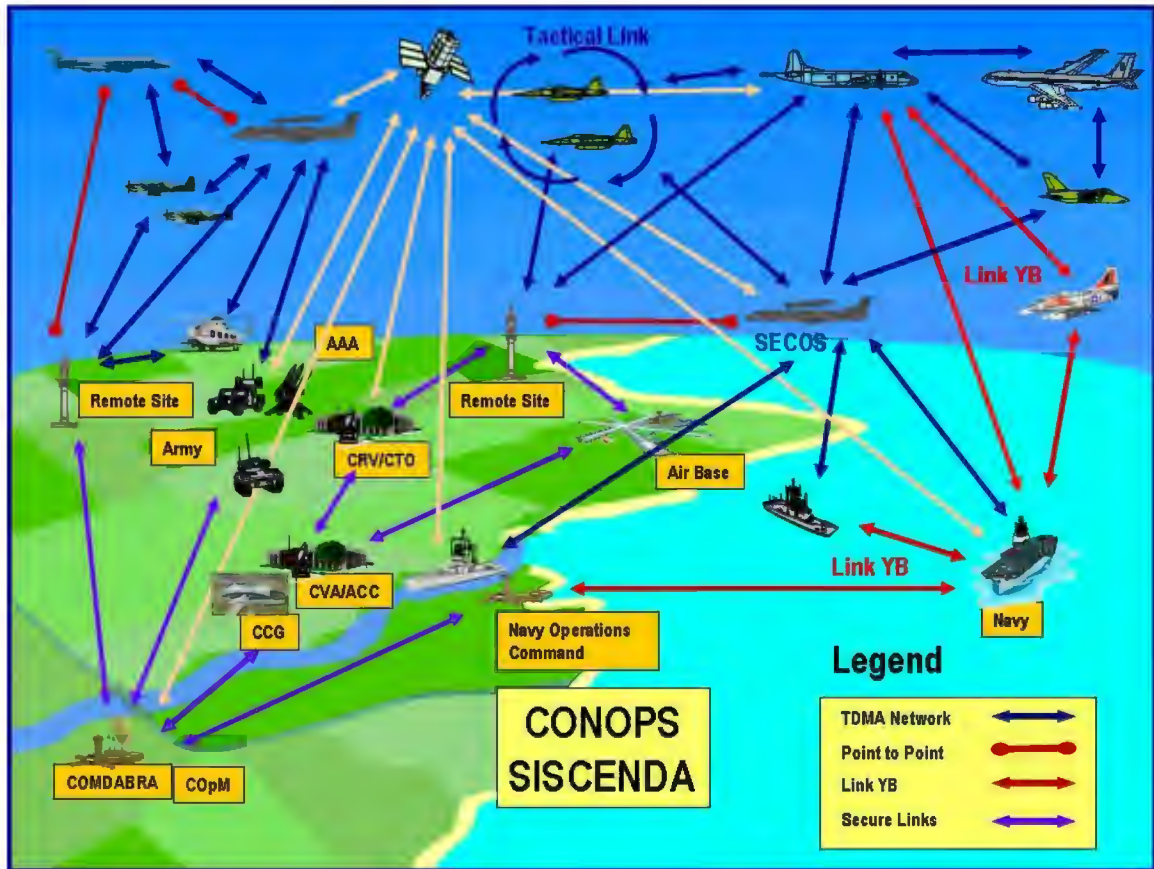 Tactical Link
Link YB
SECOS
AAA
Remote Site
Remote Site
Army
CRV/CTO
Air Base
CVA/ACC
Link YB
CCG
Navy Operations
Command
Navy
COMDABRA
COpM
CONOPS
SISCENDA
Legend
TDMA Network
Point to Point
Link YB
Secure Links